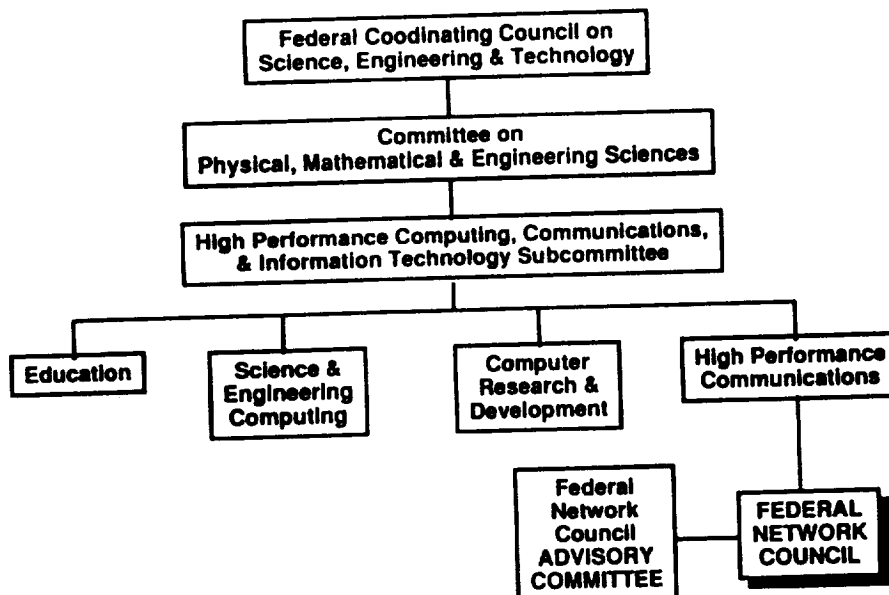 Federal Coodinating Council on
Science, Engineering & Technology
Committee on
Physical, Mathematical & Engineering Sciences
High Performance Computing, Communications,
& Information Technology Subcommittee
Education
Science &
Engineering
Computing
Computer
Research &
Development
High Performance
Communications
Federal
Network
Council
ADVISORY
COMMITTEE
FEDERAL
NETWORK
COUNCIL